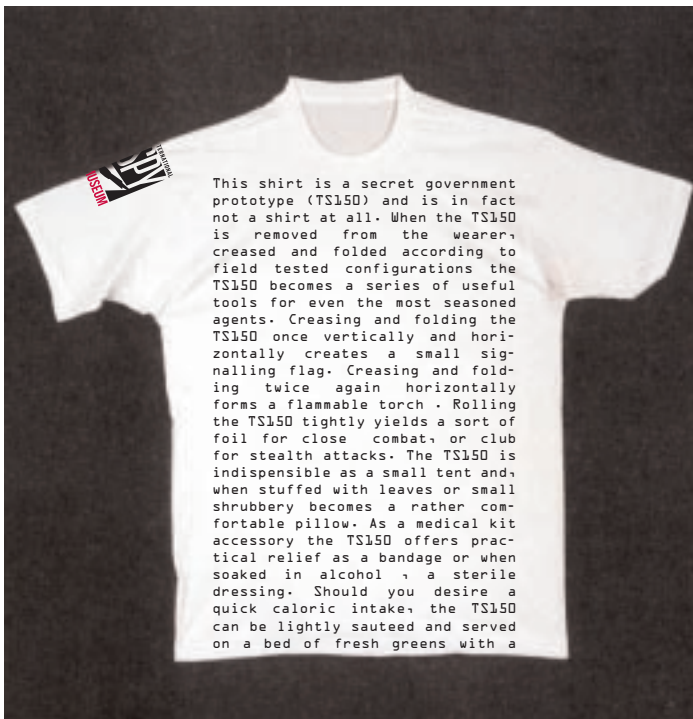 INTERNATIONAL
SPY
MUSEUM
This shirt is a secret government
prototype (TS150) and is in fact
not a shirt at all. When the TS150
is removed from the wearer,
creased and folded according to
field tested configurations the
TS150 becomes a series of useful
tools for even the most seasoned
agents. Creasing and folding the
TS150 once vertically and hori-
zontally creates a small sig-
nalling flag. Creasing and fold-
ing twice again horizontally
forms a flammable torch . Rolling
the TS150 tightly yields a sort of
foil for close combat, or club
for stealth attacks. The TS150 is
indispensible as a small tent and,
when stuffed with leaves or small
shrubbery becomes a rather com-
fortable pillow. As a medical kit
accessory the TS150 offers prac-
tical relief as a bandage or when
soaked in alcohol , a sterile
dressing. Should you desire a
quick caloric intake, the TS150
can be lightly sauteed and served
on a bed of fresh greens with a